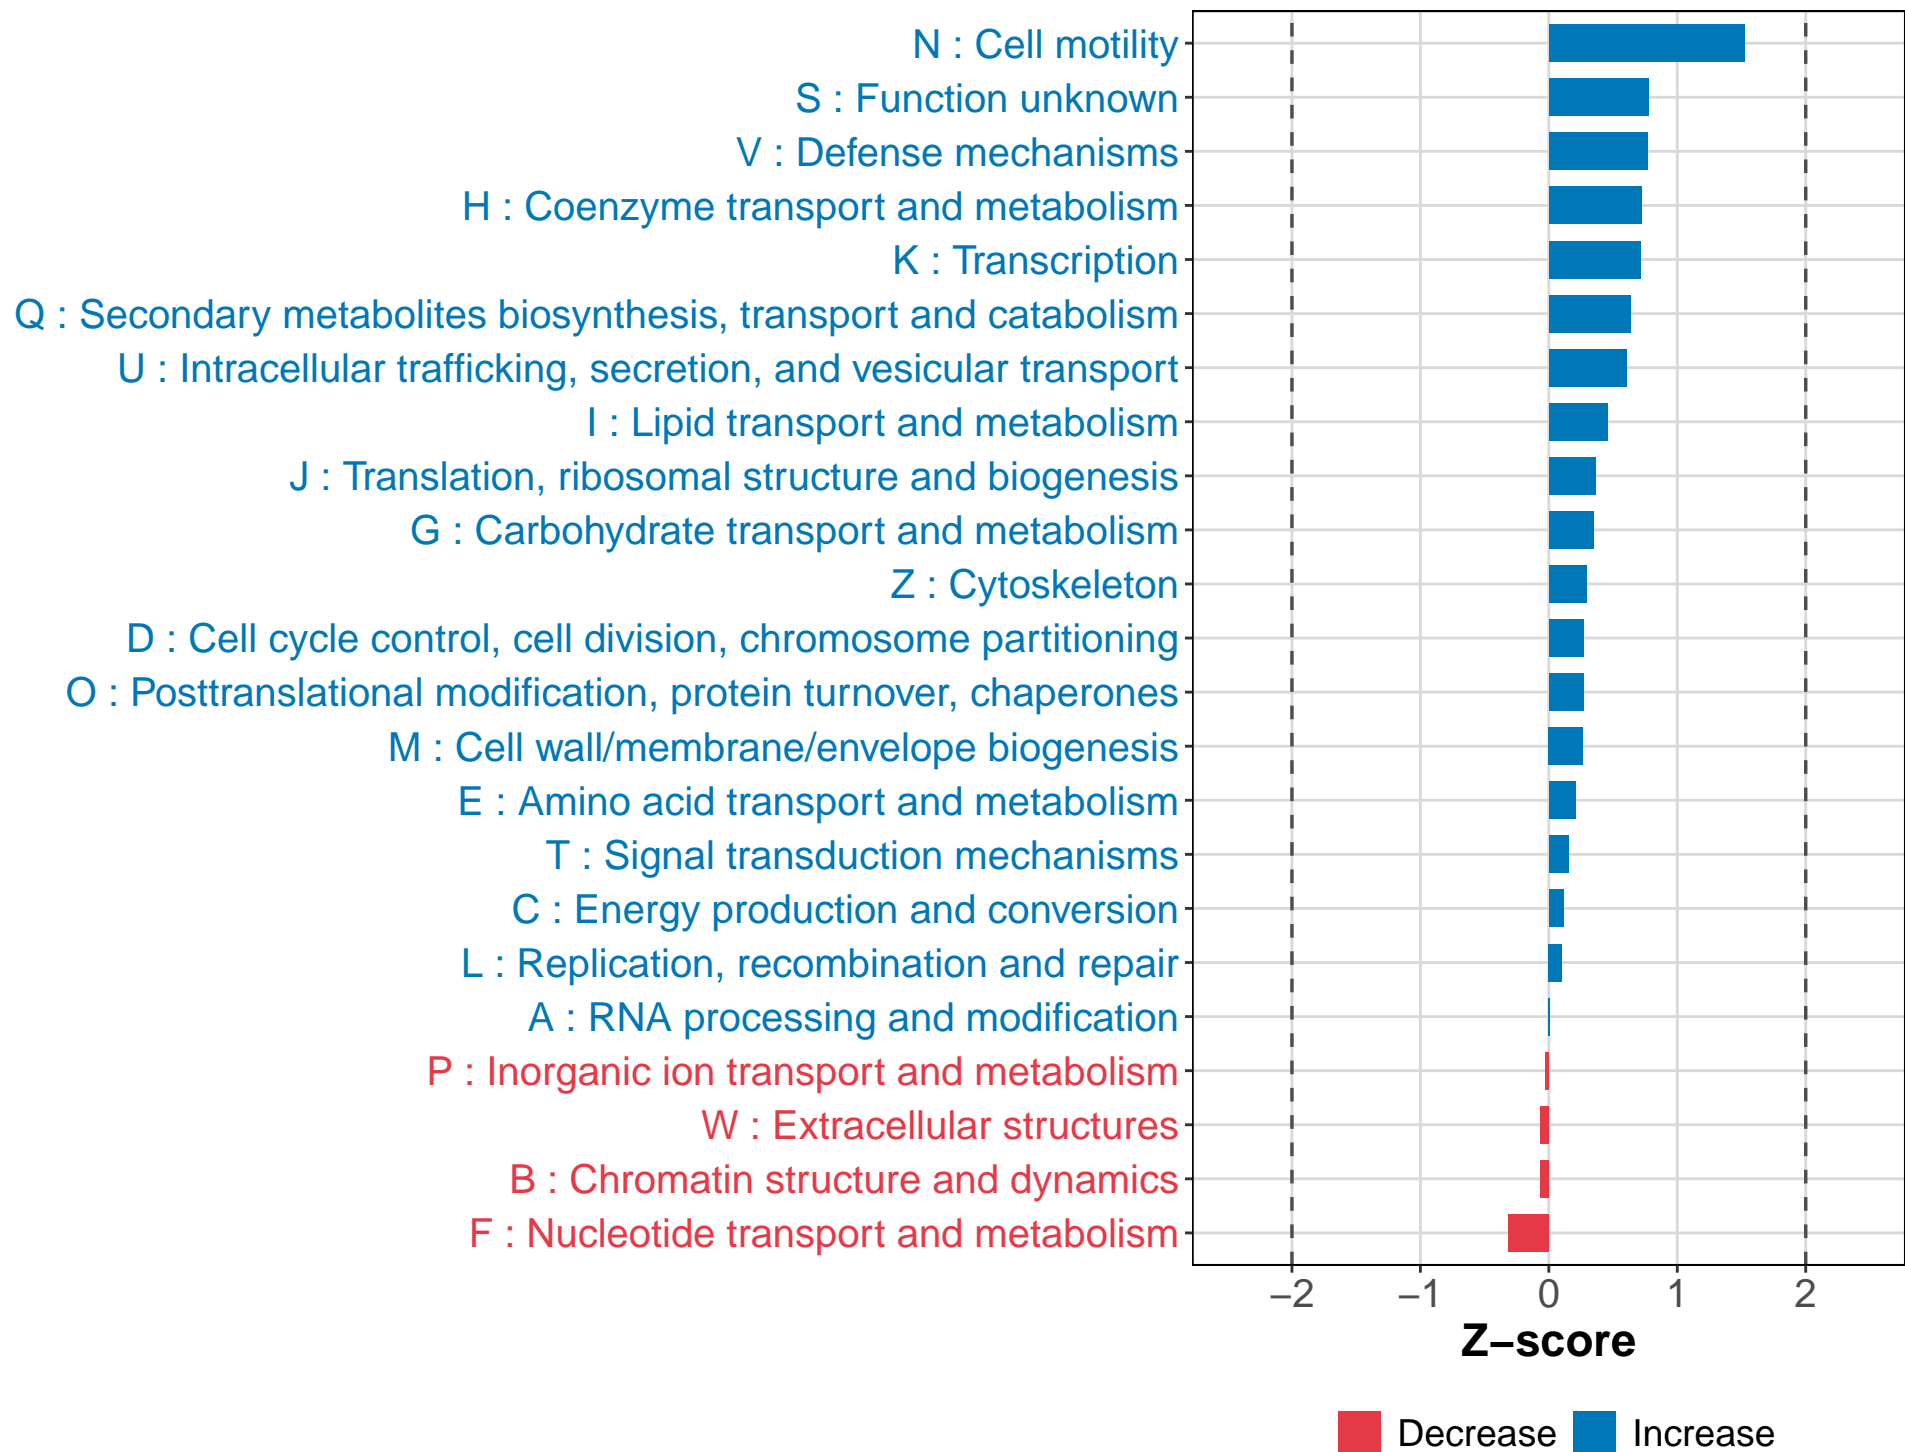 N : Cell motility
S : Function unknown
V : Defense mechanisms
H : Coenzyme transport and metabolism
K : Transcription
Q : Secondary metabolites biosynthesis, transport and catabolism
U : Intracellular trafficking, secretion, and vesicular transport
I : Lipid transport and metabolism
J : Translation, ribosomal structure and biogenesis
G : Carbohydrate transport and metabolism
Z : Cytoskeleton
D : Cell cycle control, cell division, chromosome partitioning
O : Posttranslational modification, protein turnover, chaperones
M : Cell wall/membrane/envelope biogenesis
E : Amino acid transport and metabolism
T : Signal transduction mechanisms
C : Energy production and conversion
L : Replication, recombination and repair
A : RNA processing and modification
P : Inorganic ion transport and metabolism
W : Extracellular structures
B : Chromatin structure and dynamics
F : Nucleotide transport and metabolism
−2 −1 0 1 2
Z−score
Decrease Increase